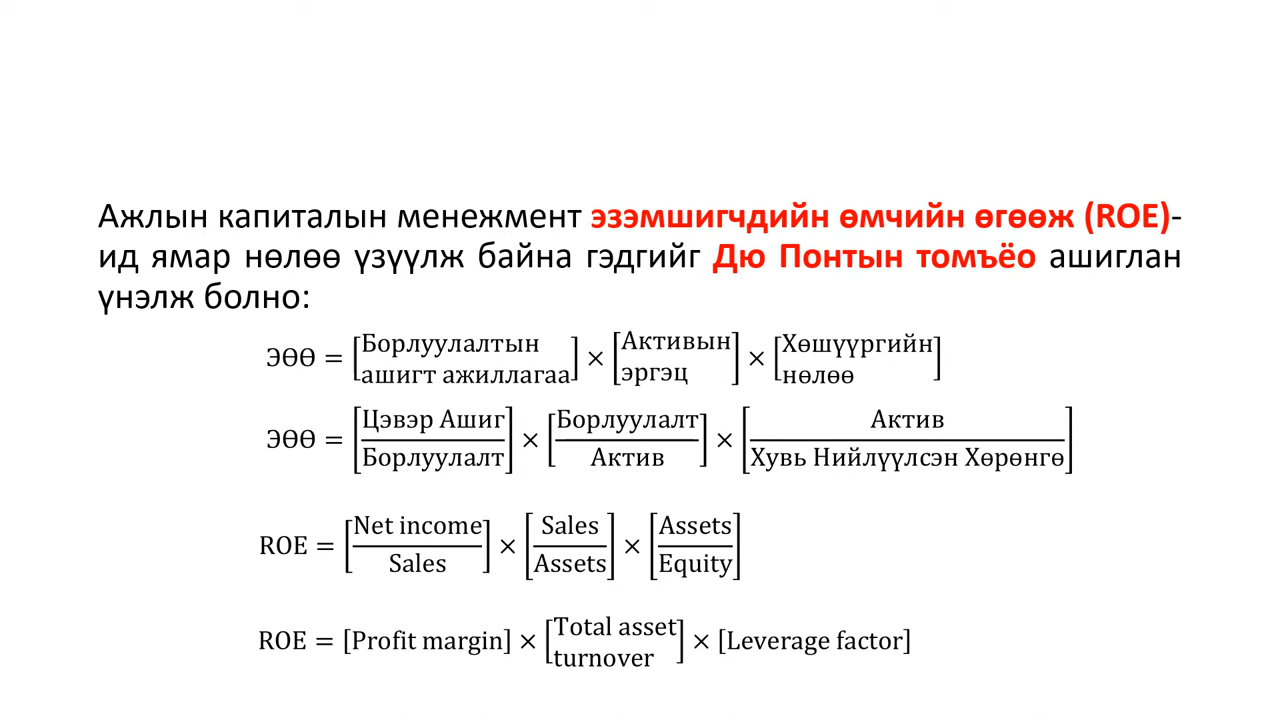 Ажлын капиталын менежмент эзэмшигчдийн өмчийн өгөөж (ROE)-
ид ямар нөлөө үзүүлж байна гэдгийг Дю Понтын томъёо ашиглан
үнэлж болно:
ЭӨӨ = [Борлуулалтын ашигт ажиллагаа] × [Активын эргэц] × [Хөшүүргийн нөлөө]
ЭӨӨ = [Цэвэр Ашиг / Борлуулалт] × [Борлуулалт / Актив] × [Актив / Хувь Нийлүүлсэн Хөрөнгө]
ROE = [Net income / Sales] × [Sales / Assets] × [Assets / Equity]
ROE = [Profit margin] × [Total asset turnover] × [Leverage factor]